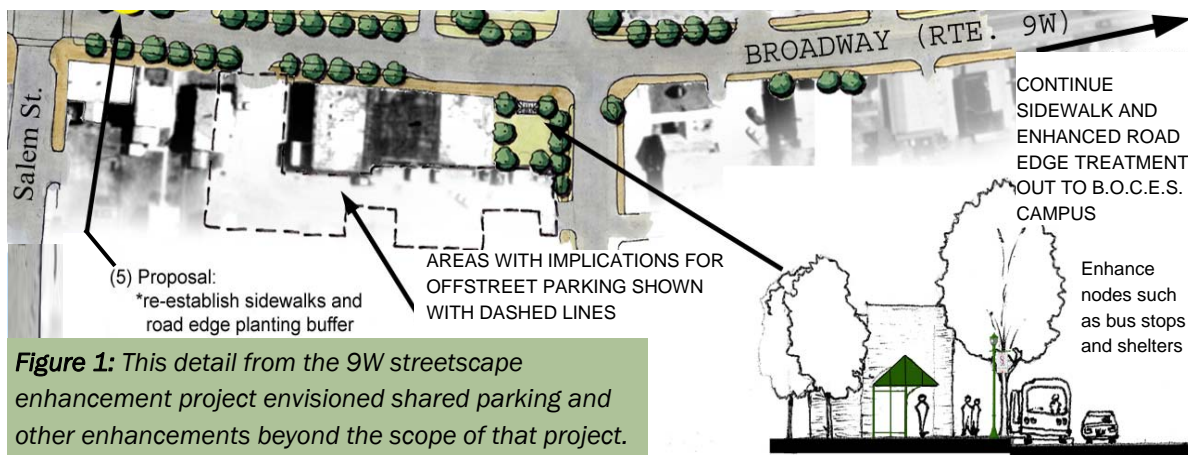 BROADWAY (RTE. 9W)
Salem St.
CONTINUE
SIDEWALK AND
ENHANCED ROAD
EDGE TREATMENT
OUT TO B.O.C.E.S.
CAMPUS
(5) Proposal:
*re-establish sidewalks and
road edge planting buffer
AREAS WITH IMPLICATIONS FOR
OFFSTREET PARKING SHOWN
WITH DASHED LINES
Enhance
nodes such
as bus stops
and shelters
Figure 1: This detail from the 9W streetscape
enhancement project envisioned shared parking and
other enhancements beyond the scope of that project.